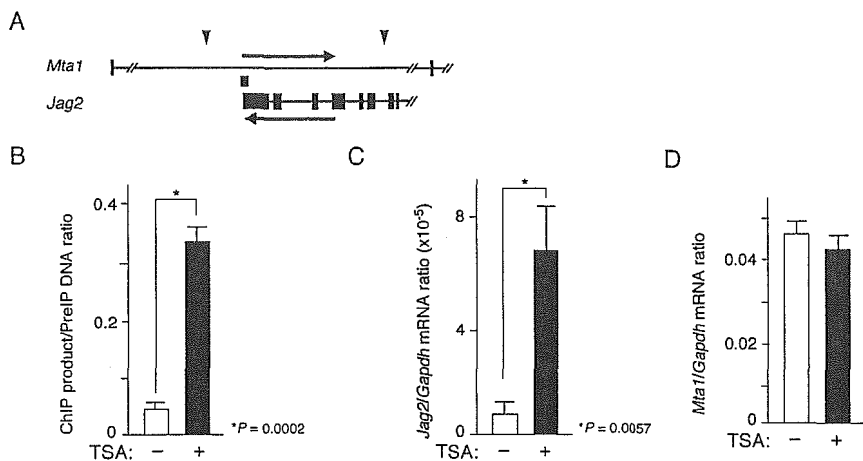 A
Mta1
Jag2
B
ChIP product/PreIP DNA ratio
0.4
0.2
0
TSA: − +
*
*P = 0.0002
C
Jag2/Gapdh mRNA ratio (x10-5)
8
4
0
TSA: − +
*
*P = 0.0057
D
Mta1/Gapdh mRNA ratio
0.04
0.02
0
TSA: − +